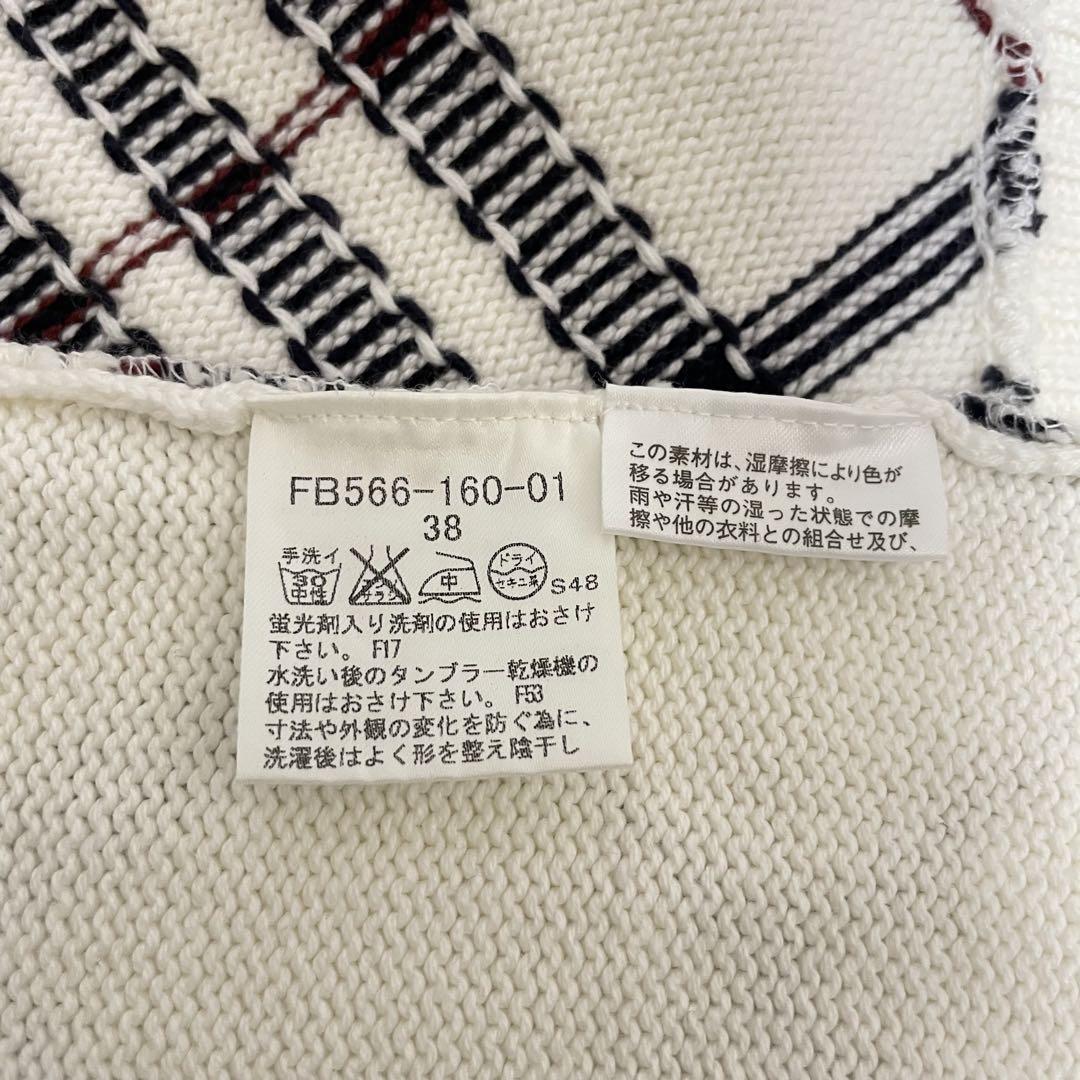 FB566-160-01
38
手洗イ
30
中性
エンソ
サラシ
中
ドライ
セキユ系
S48
蛍光剤入り洗剤の使用はおさけ
下さい。 F17
水洗い後のタンブラー乾燥機の
使用はおさけ下さい。 F53
寸法や外観の変化を防ぐ為に、
洗濯後はよく形を整え陰干し
この素材は、湿摩擦により色が
移る場合があります。
雨や汗等の湿った状態での摩
擦や他の衣料との組合せ及び、